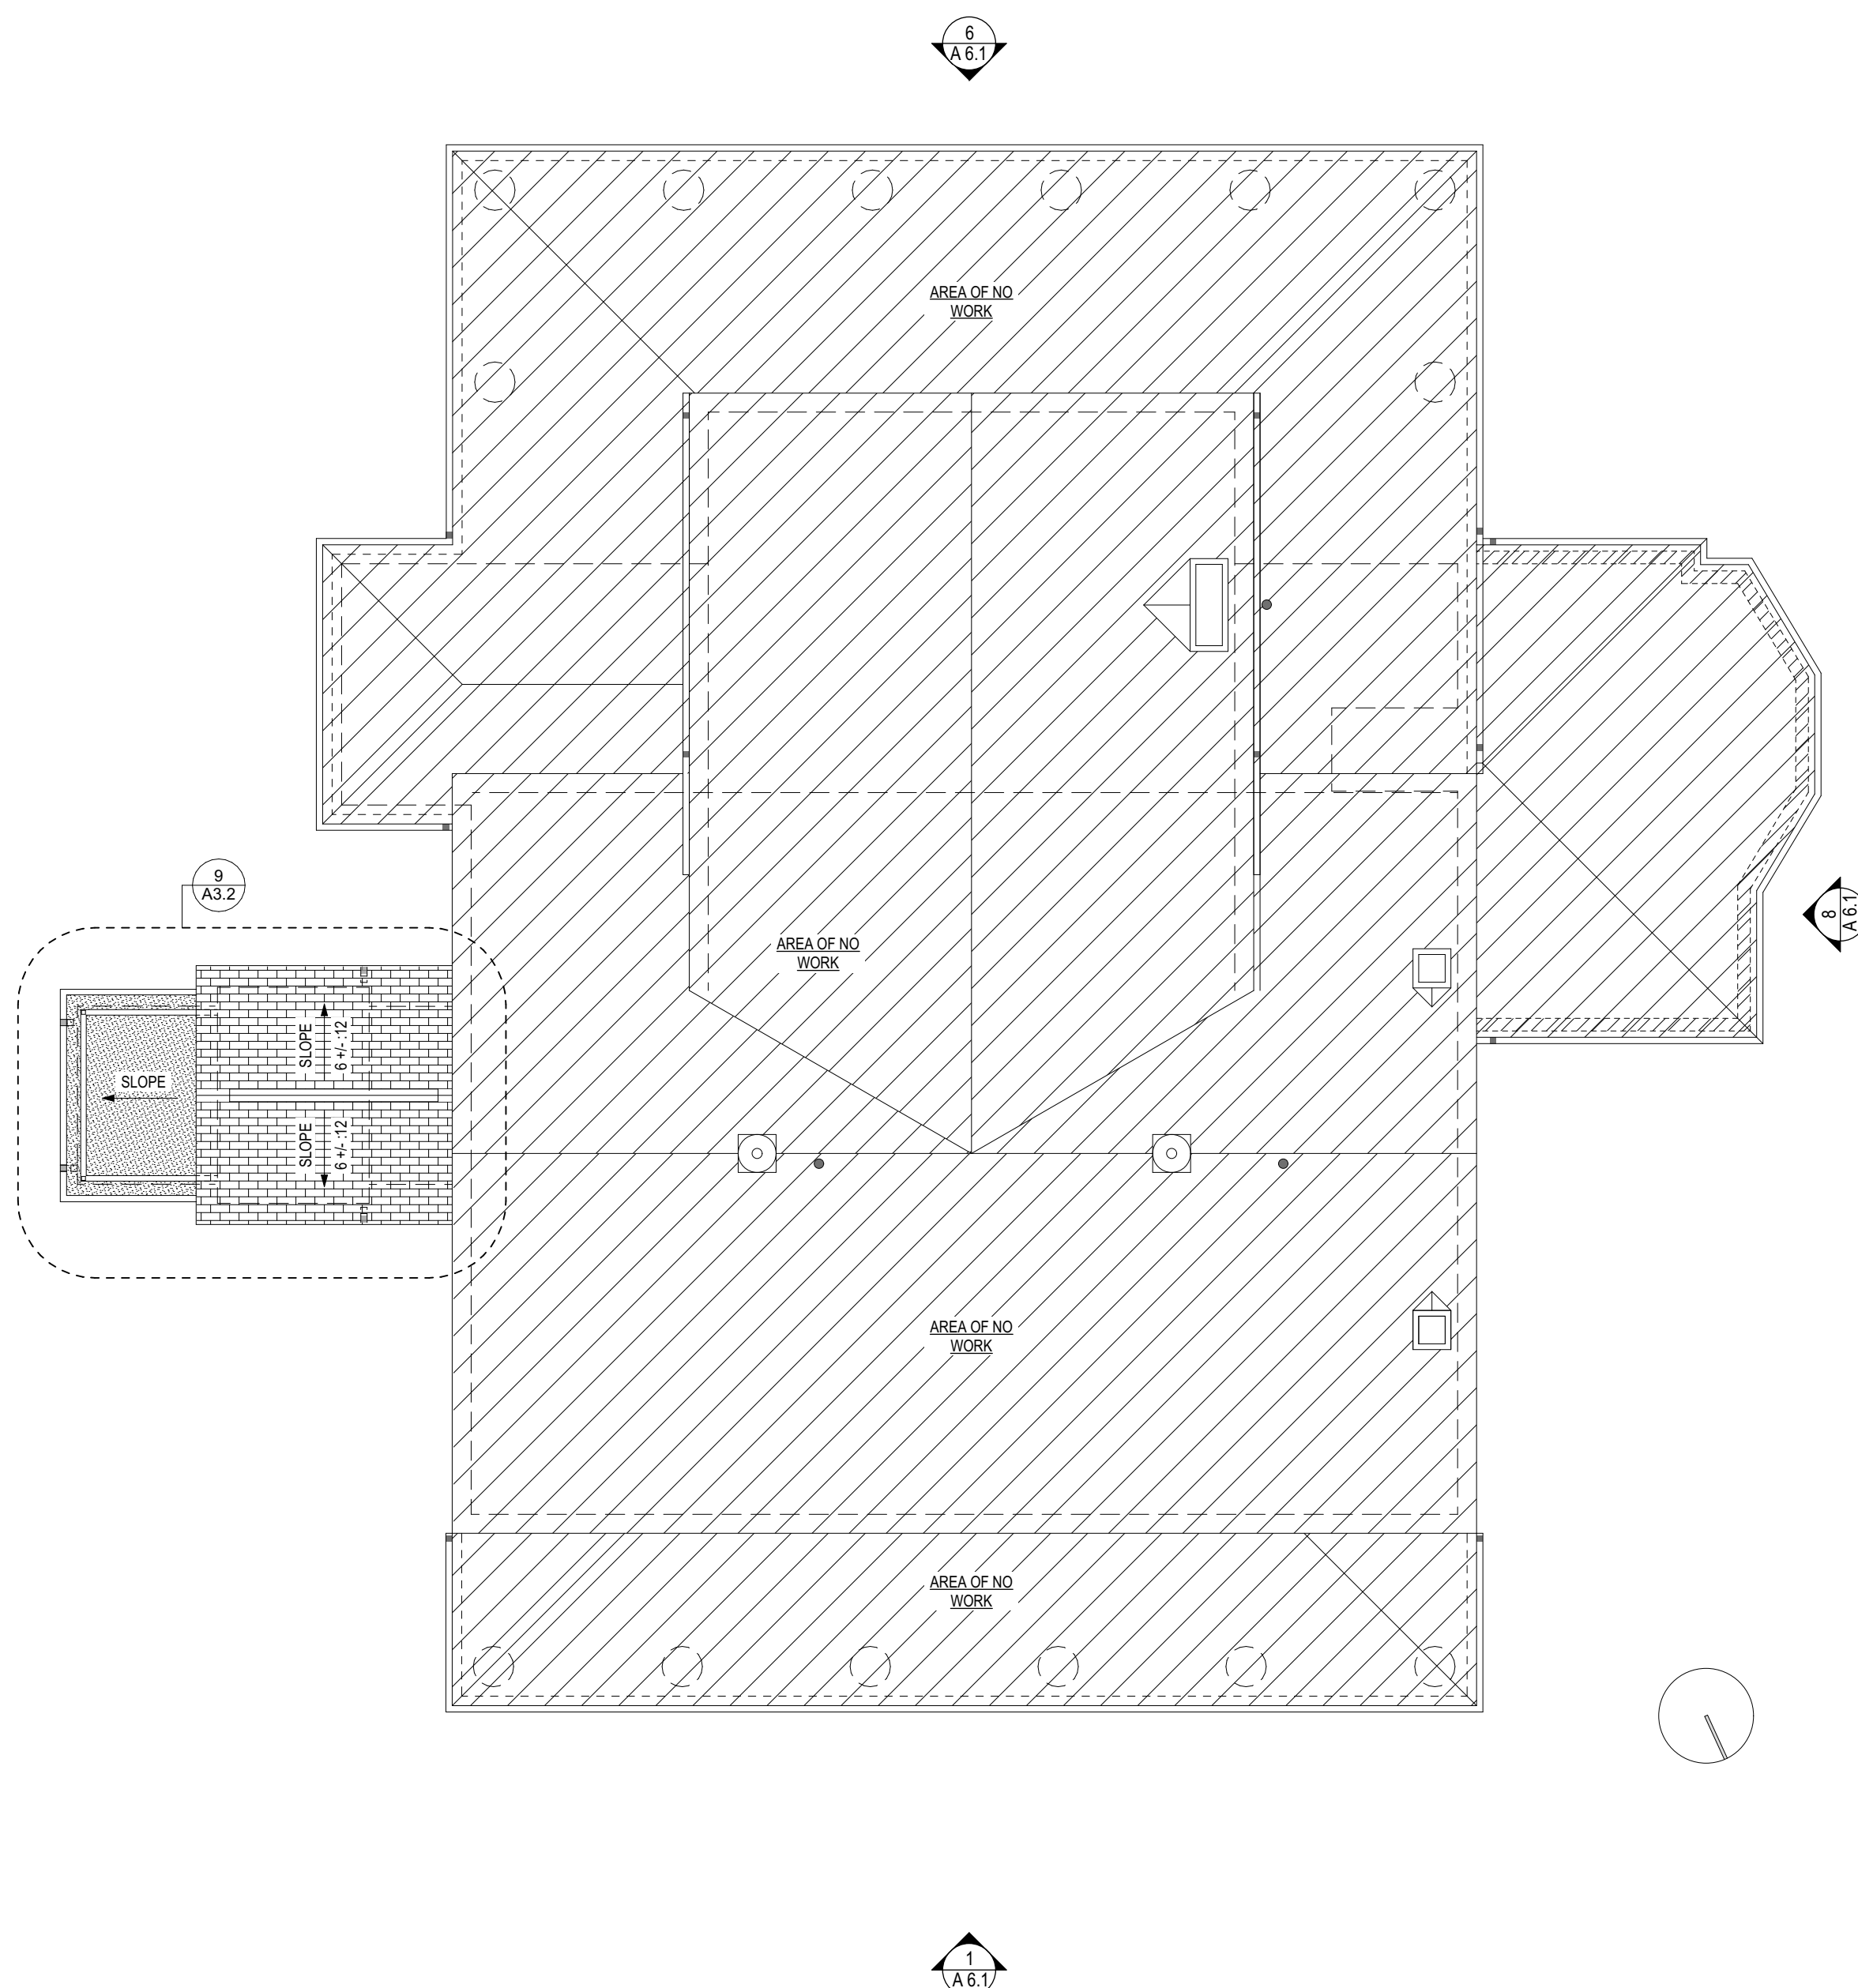 6
A 6.1
AREA OF NO
WORK
9
A3.2
8
A 6.1
AREA OF NO
WORK
SLOPE
6 +/- :12
SLOPE
SLOPE
6 +/- :12
AREA OF NO
WORK
AREA OF NO
WORK
1
A 6.1